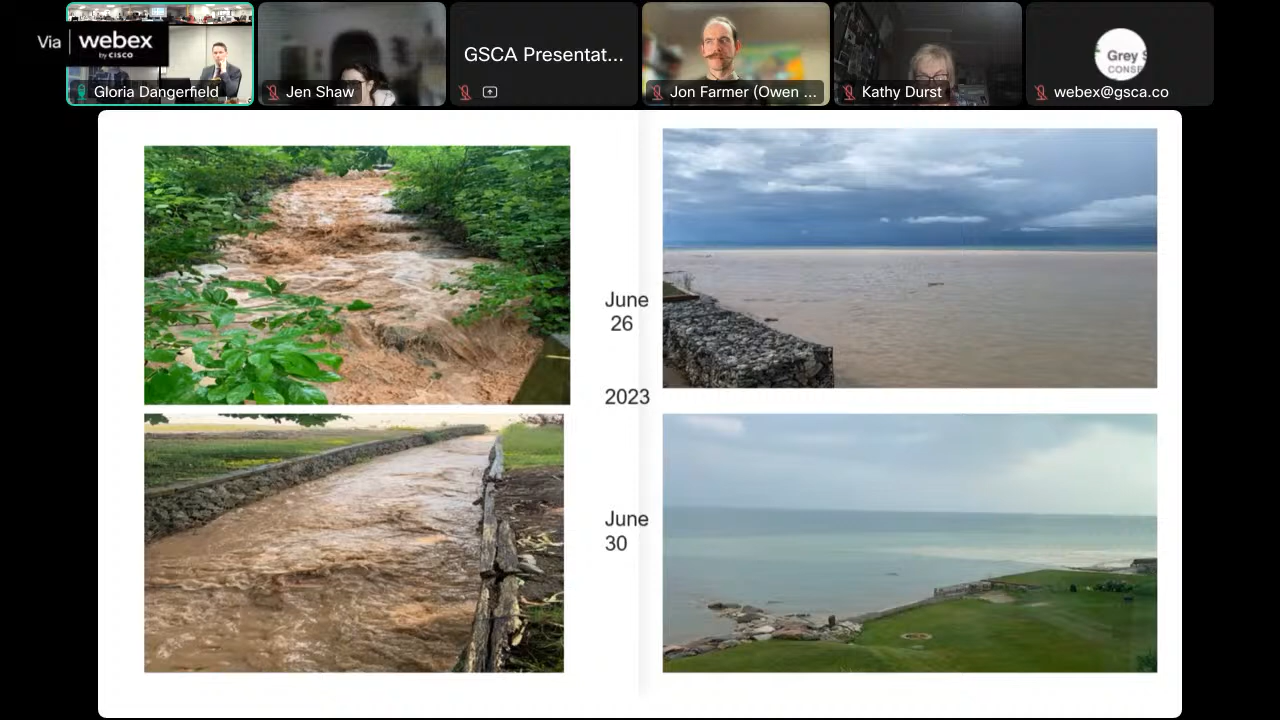 Via webex
by CISCO
Gloria Dangerfield
Jen Shaw
GSCA Presentat...
Jon Farmer (Owen ...
Kathy Durst
Grey S
CONSE
webex@gsca.co
June
26
2023
June
30